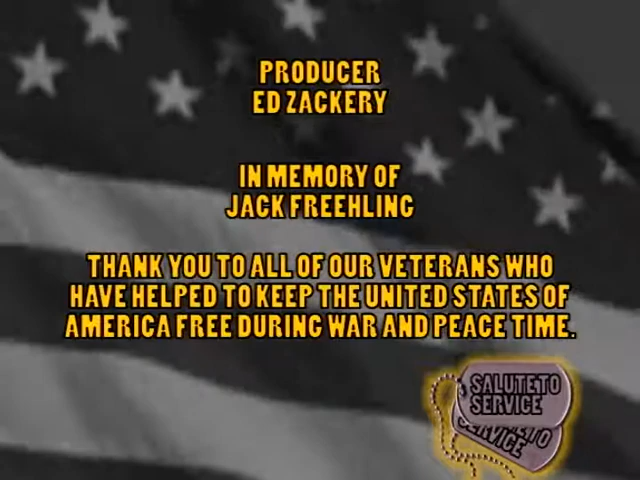 PRODUCER
ED ZACKERY
IN MEMORY OF
JACK FREEHLING
THANK YOU TO ALL OF OUR VETERANS WHO
HAVE HELPED TO KEEP THE UNITED STATES OF
AMERICA FREE DURING WAR AND PEACE TIME.
SALUTE TO
SERVICE